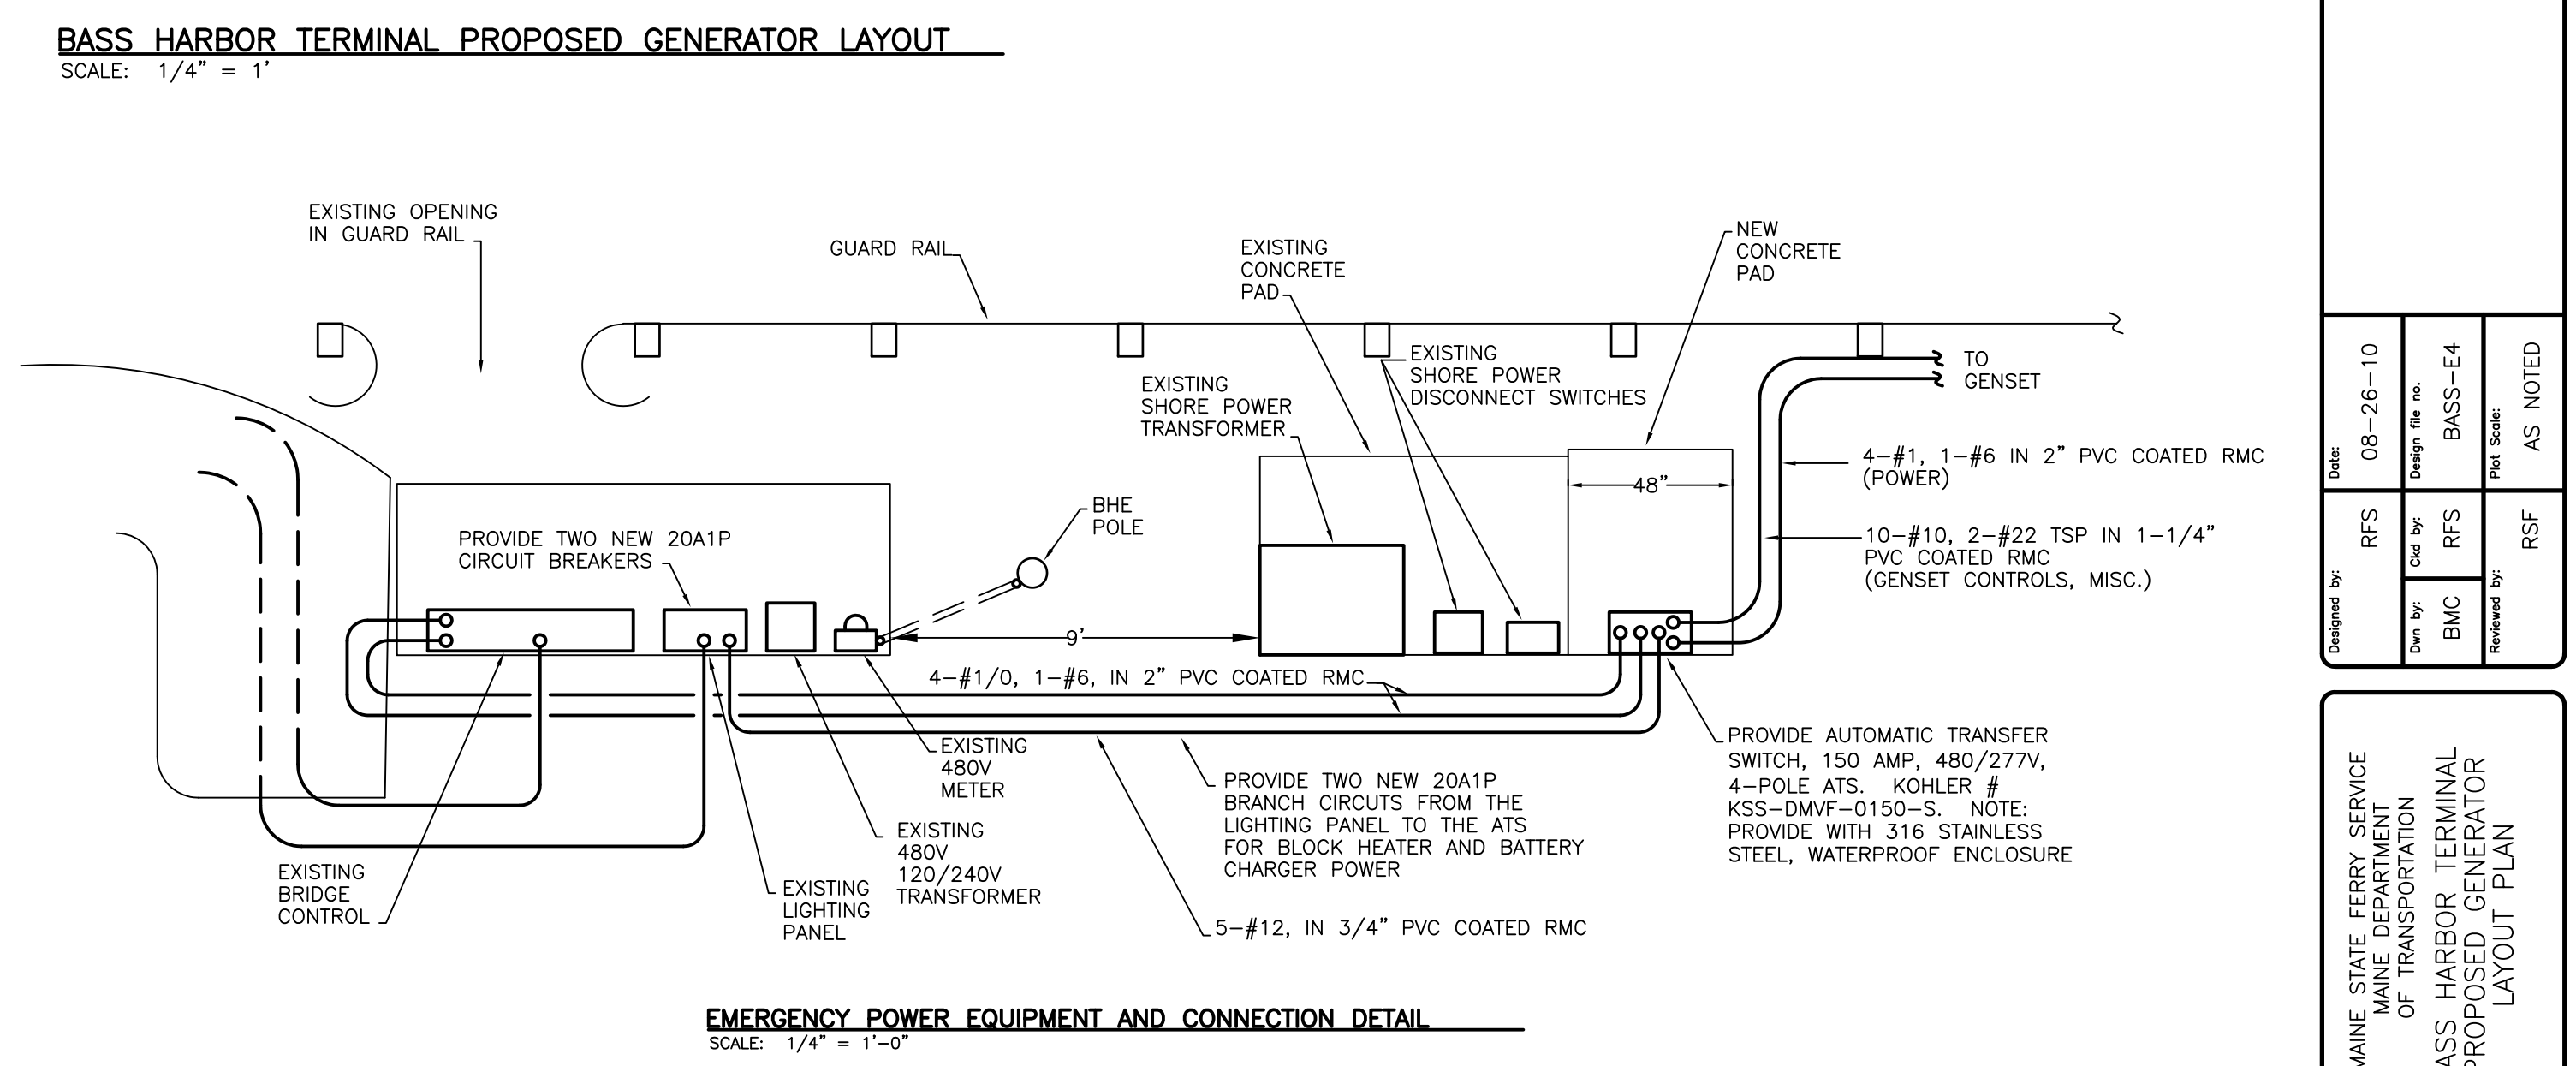 BASS HARBOR TERMINAL PROPOSED GENERATOR LAYOUT
SCALE: 1/4" = 1'
EXISTING OPENING
IN GUARD RAIL
GUARD RAIL
EXISTING
CONCRETE
PAD
NEW
CONCRETE
PAD
EXISTING
SHORE POWER
TRANSFORMER
EXISTING
SHORE POWER
DISCONNECT SWITCHES
TO
GENSET
48"
4-#1, 1-#6 IN 2" PVC COATED RMC
(POWER)
10-#10, 2-#22 TSP IN 1-1/4"
PVC COATED RMC
(GENSET CONTROLS, MISC.)
BHE
POLE
PROVIDE TWO NEW 20A1P
CIRCUIT BREAKERS
9'
4-#1/0, 1-#6, IN 2" PVC COATED RMC
EXISTING
480V
METER
EXISTING
480V
120/240V
TRANSFORMER
EXISTING
LIGHTING
PANEL
EXISTING
BRIDGE
CONTROL
PROVIDE TWO NEW 20A1P
BRANCH CIRCUTS FROM THE
LIGHTING PANEL TO THE ATS
FOR BLOCK HEATER AND BATTERY
CHARGER POWER
5-#12, IN 3/4" PVC COATED RMC
PROVIDE AUTOMATIC TRANSFER
SWITCH, 150 AMP, 480/277V,
4-POLE ATS. KOHLER #
KSS-DMVF-0150-S. NOTE:
PROVIDE WITH 316 STAINLESS
STEEL, WATERPROOF ENCLOSURE
EMERGENCY POWER EQUIPMENT AND CONNECTION DETAIL
SCALE: 1/4" = 1'-0"
Designed by:
RFS
Date:
08-26-10
Dwn by:
BMC
Ckd by:
RFS
Design file no.
BASS-E4
Reviewed by:
RSF
Plot Scale:
AS NOTED
MAINE STATE FERRY SERVICE
MAINE DEPARTMENT
OF TRANSPORTATION
ASS HARBOR TERMINAL
PROPOSED GENERATOR
LAYOUT PLAN